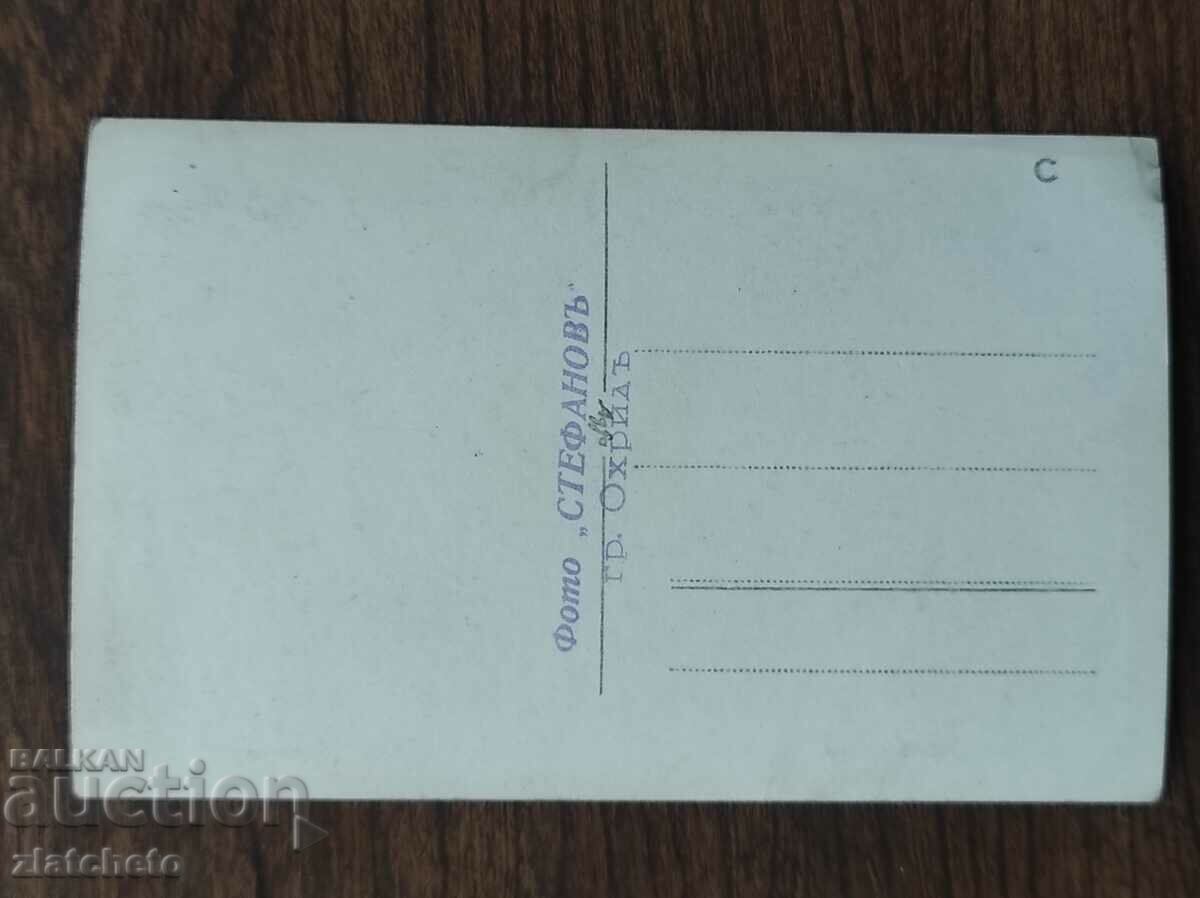 C
Фото „СТЕФАНОВЪ"
гр. Охридъ
BALKAN
auction
zlatcheto